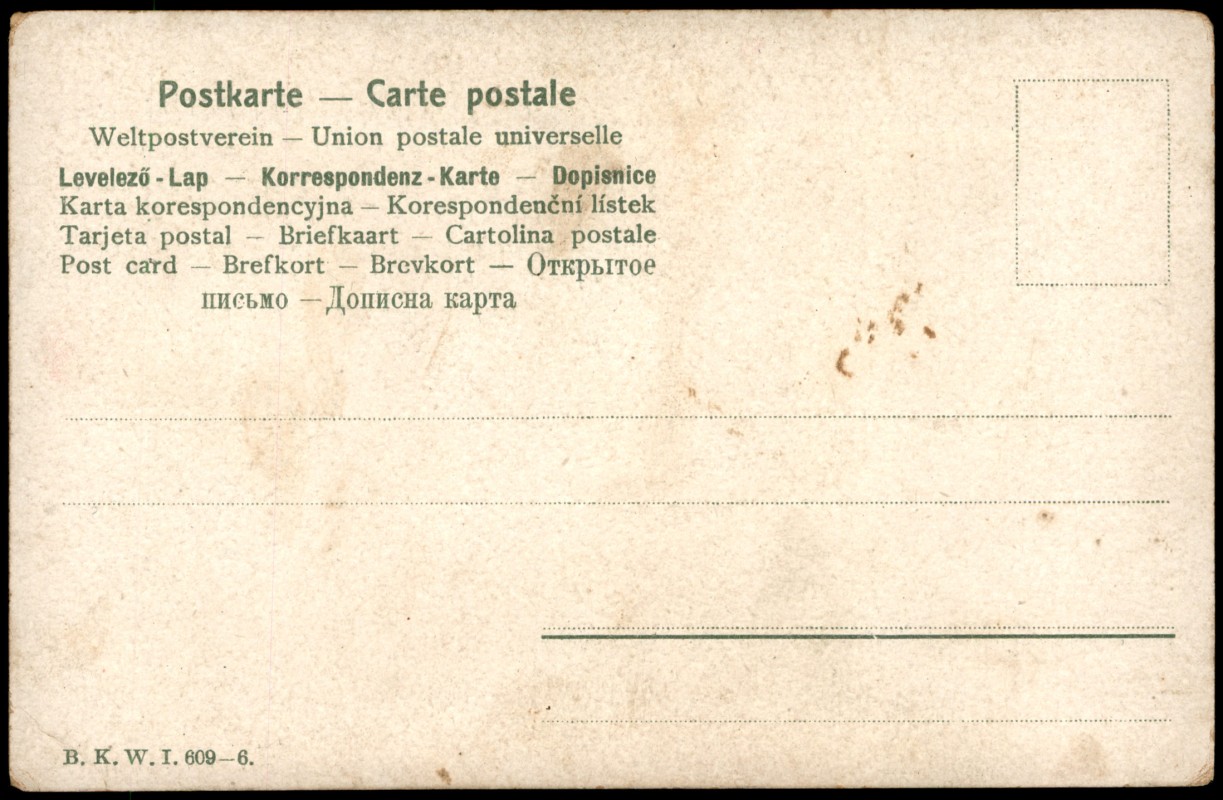 Postkarte — Carte postale
Weltpostverein — Union postale universelle
Levelező - Lap — Korrespondenz - Karte — Dopisnice
Karta korespondencyjna — Korespondenční lístek
Tarjeta postal — Briefkaart — Cartolina postale
Post card — Brefkort — Brevkort — Открытое
письмо — Дописна карта
B. K. W. I. 609—6.